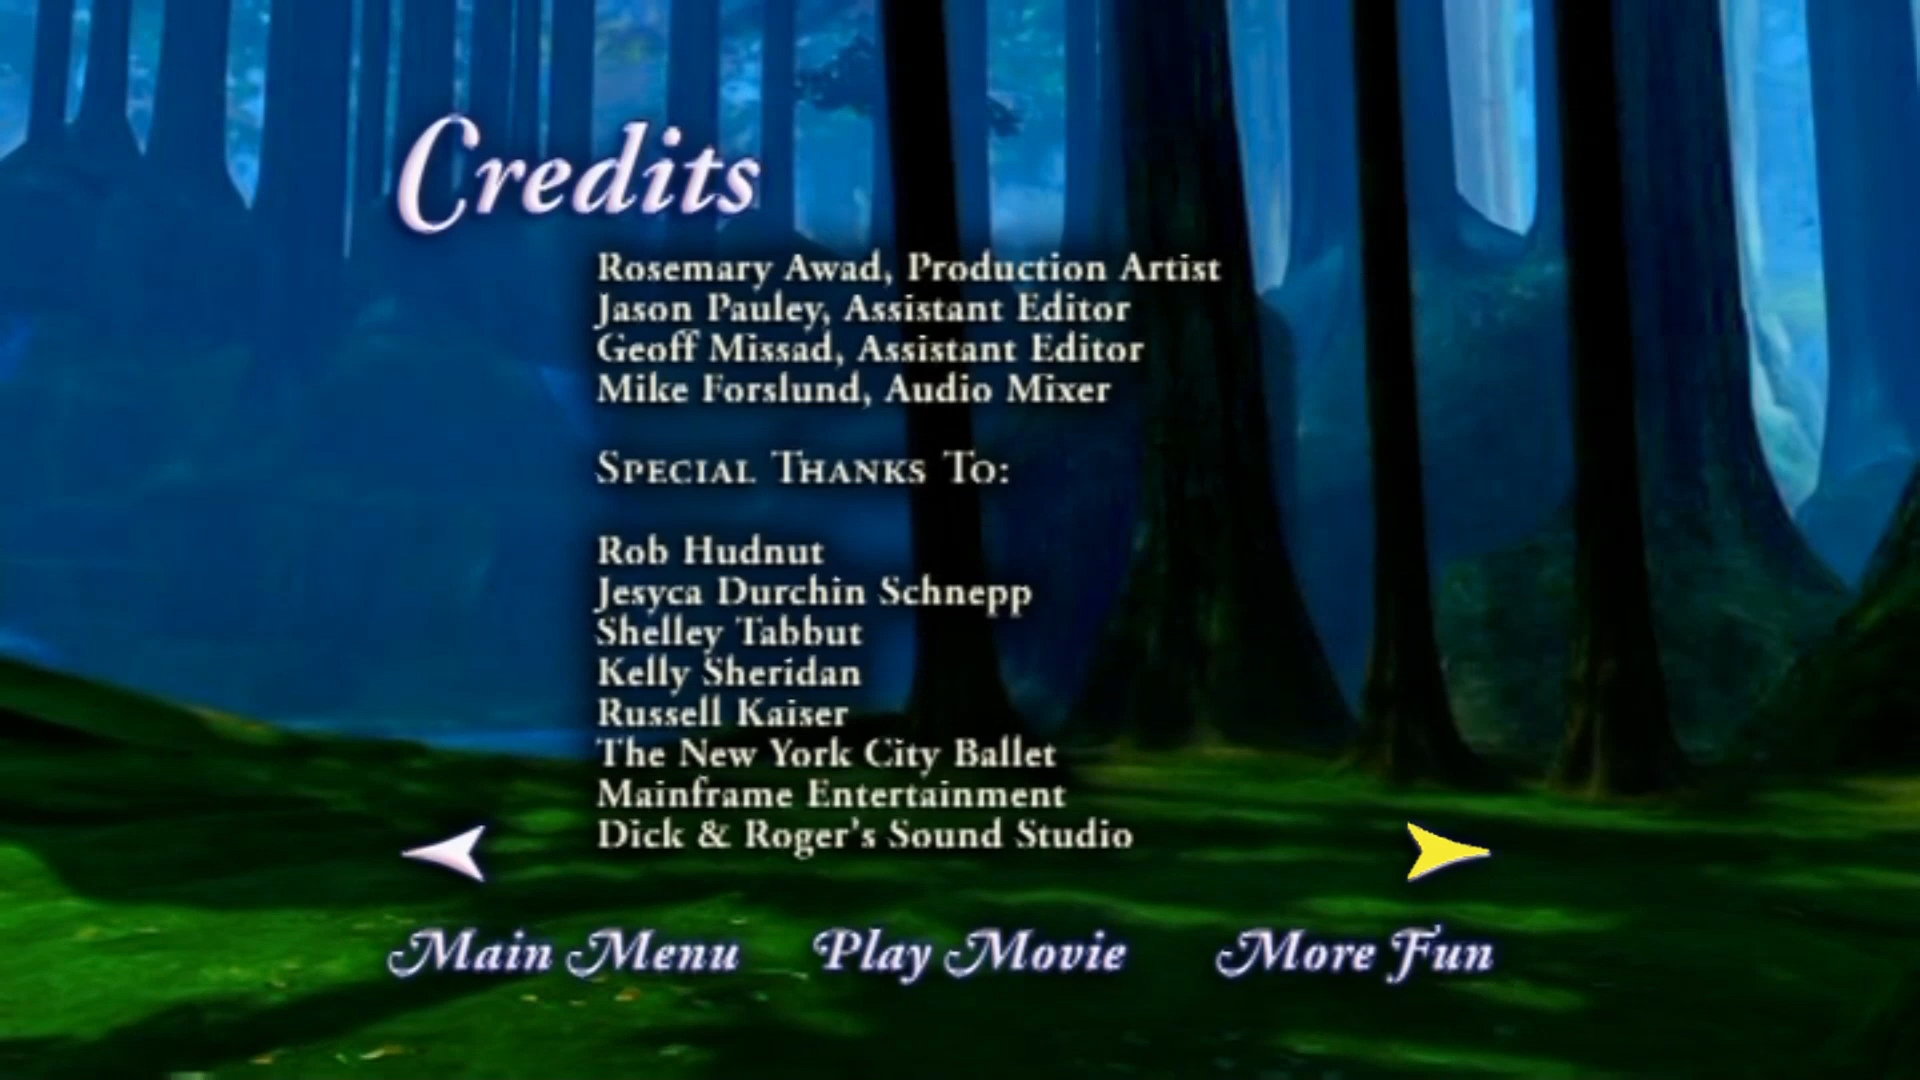 Credits
Rosemary Awad, Production Artist
Jason Pauley, Assistant Editor
Geoff Missad, Assistant Editor
Mike Forslund, Audio Mixer
Special Thanks To:
Rob Hudnut
Jesyca Durchin Schnepp
Shelley Tabbut
Kelly Sheridan
Russell Kaiser
The New York City Ballet
Mainframe Entertainment
Dick & Roger's Sound Studio
Main Menu Play Movie More Fun